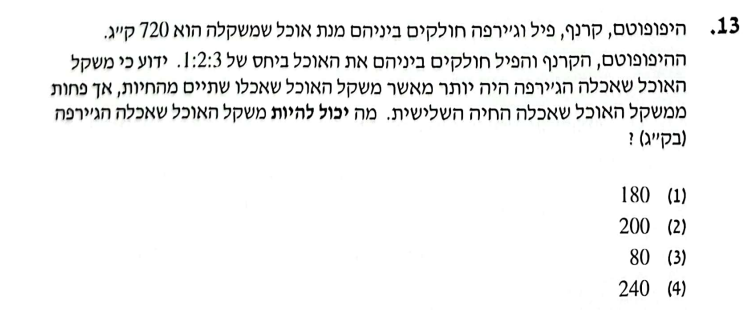 .13 היפופוטם, קרנף, פיל וג׳ירפה חולקים ביניהם מנת אוכל שמשקלה הוא 720 ק״ג.
ההיפופוטם, הקרנף והפיל חולקים ביניהם את האוכל ביחס של 1:2:3. ידוע כי משקל
האוכל שאכלה הג׳ירפה היה יותר מאשר משקל האוכל שאכלו שתיים מהחיות, אך פחות
ממשקל האוכל שאכלה החיה השלישית. מה יכול להיות משקל האוכל שאכלה הג׳ירפה
(בק״ג) ?
(1) 180
(2) 200
(3) 80
(4) 240